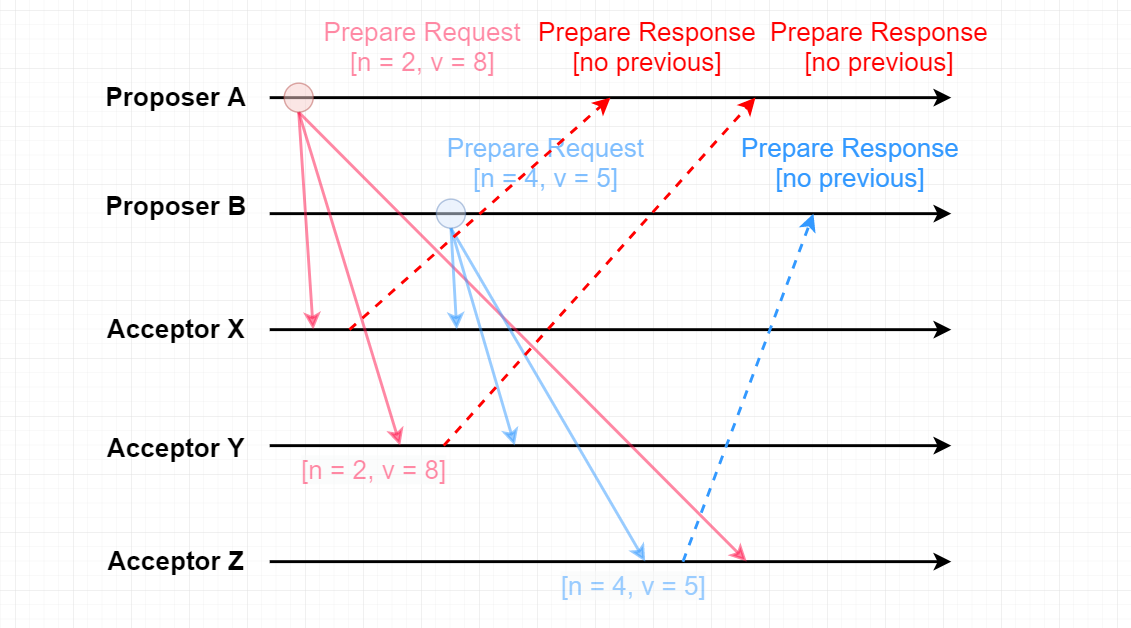 Prepare Request
[n = 2, v = 8]
Prepare Response
[no previous]
Prepare Response
[no previous]
Proposer A
Prepare Request
[n = 4, v = 5]
Prepare Response
[no previous]
Proposer B
Acceptor X
Acceptor Y
[n = 2, v = 8]
Acceptor Z
[n = 4, v = 5]